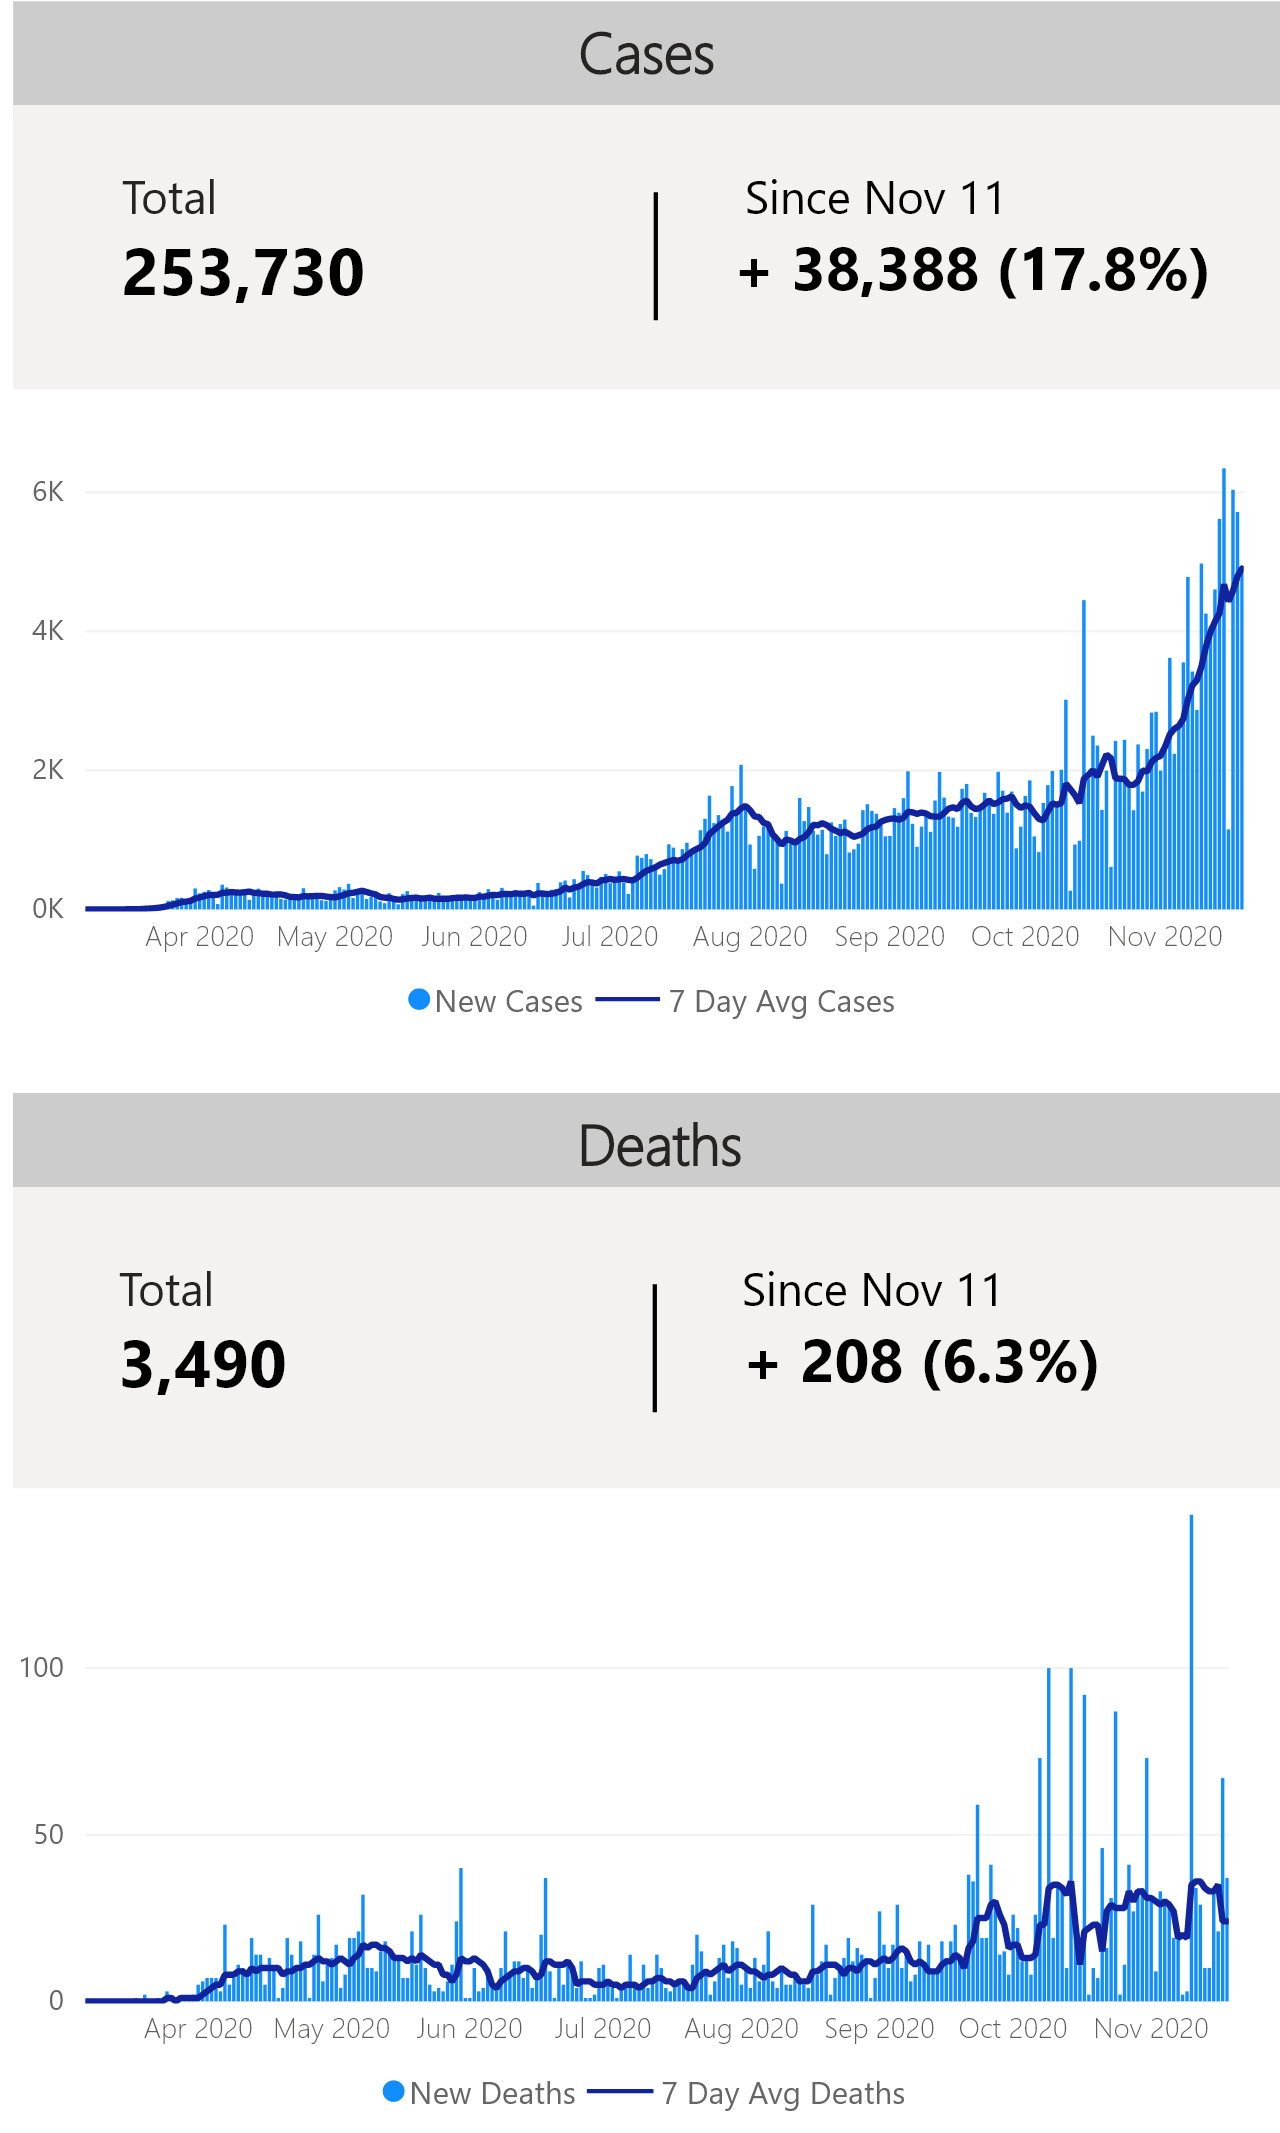 Cases
Total
Since Nov 11
253,730
+ 38,388 (17.8%)
6K
4K
2K
0K
Apr 2020 May 2020 Jun 2020 Jul 2020 Aug 2020 Sep 2020 Oct 2020 Nov 2020
New Cases 7 Day Avg Cases
Deaths
Total
Since Nov 11
3,490
+ 208 (6.3%)
100
50
0
Apr 2020 May 2020 Jun 2020 Jul 2020 Aug 2020 Sep 2020 Oct 2020 Nov 2020
New Deaths 7 Day Avg Deaths